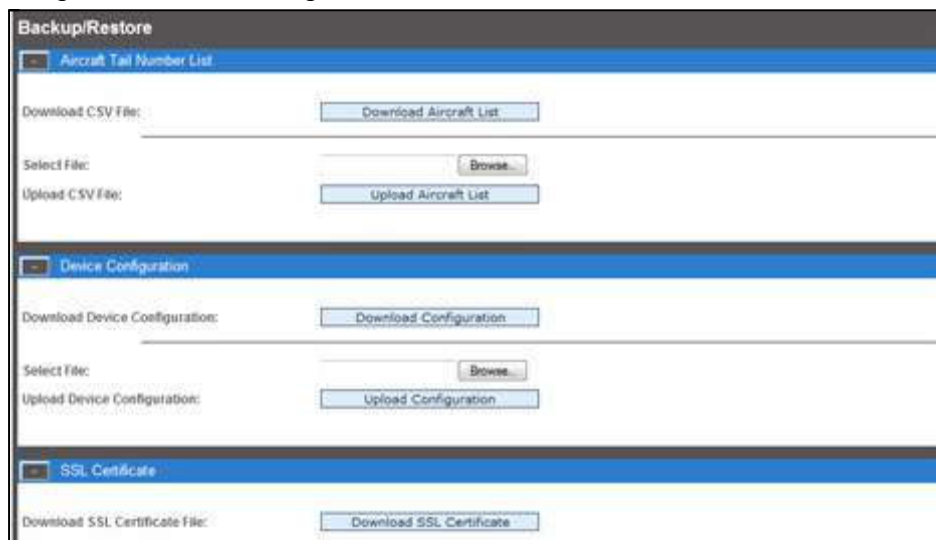 Backup/Restore
- Aircraft Tail Number List
Download CSV File: Download Aircraft List
Select File: Browse...
Upload CSV File: Upload Aircraft List
- Device Configuration
Download Device Configuration: Download Configuration
Select File: Browse...
Upload Device Configuration: Upload Configuration
- SSL Certificate
Download SSL Certificate File: Download SSL Certificate